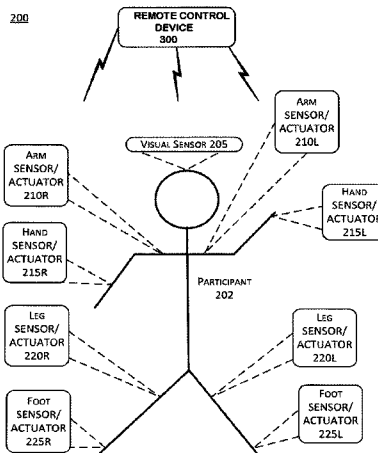 200
REMOTE CONTROL
DEVICE
300
VISUAL SENSOR 205
ARM
SENSOR/
ACTUATOR
210L
ARM
SENSOR/
ACTUATOR
210R
HAND
SENSOR/
ACTUATOR
215L
HAND
SENSOR/
ACTUATOR
215R
PARTICIPANT
202
LEG
SENSOR/
ACTUATOR
220R
LEG
SENSOR/
ACTUATOR
220L
FOOT
SENSOR/
ACTUATOR
225R
FOOT
SENSOR/
ACTUATOR
225L